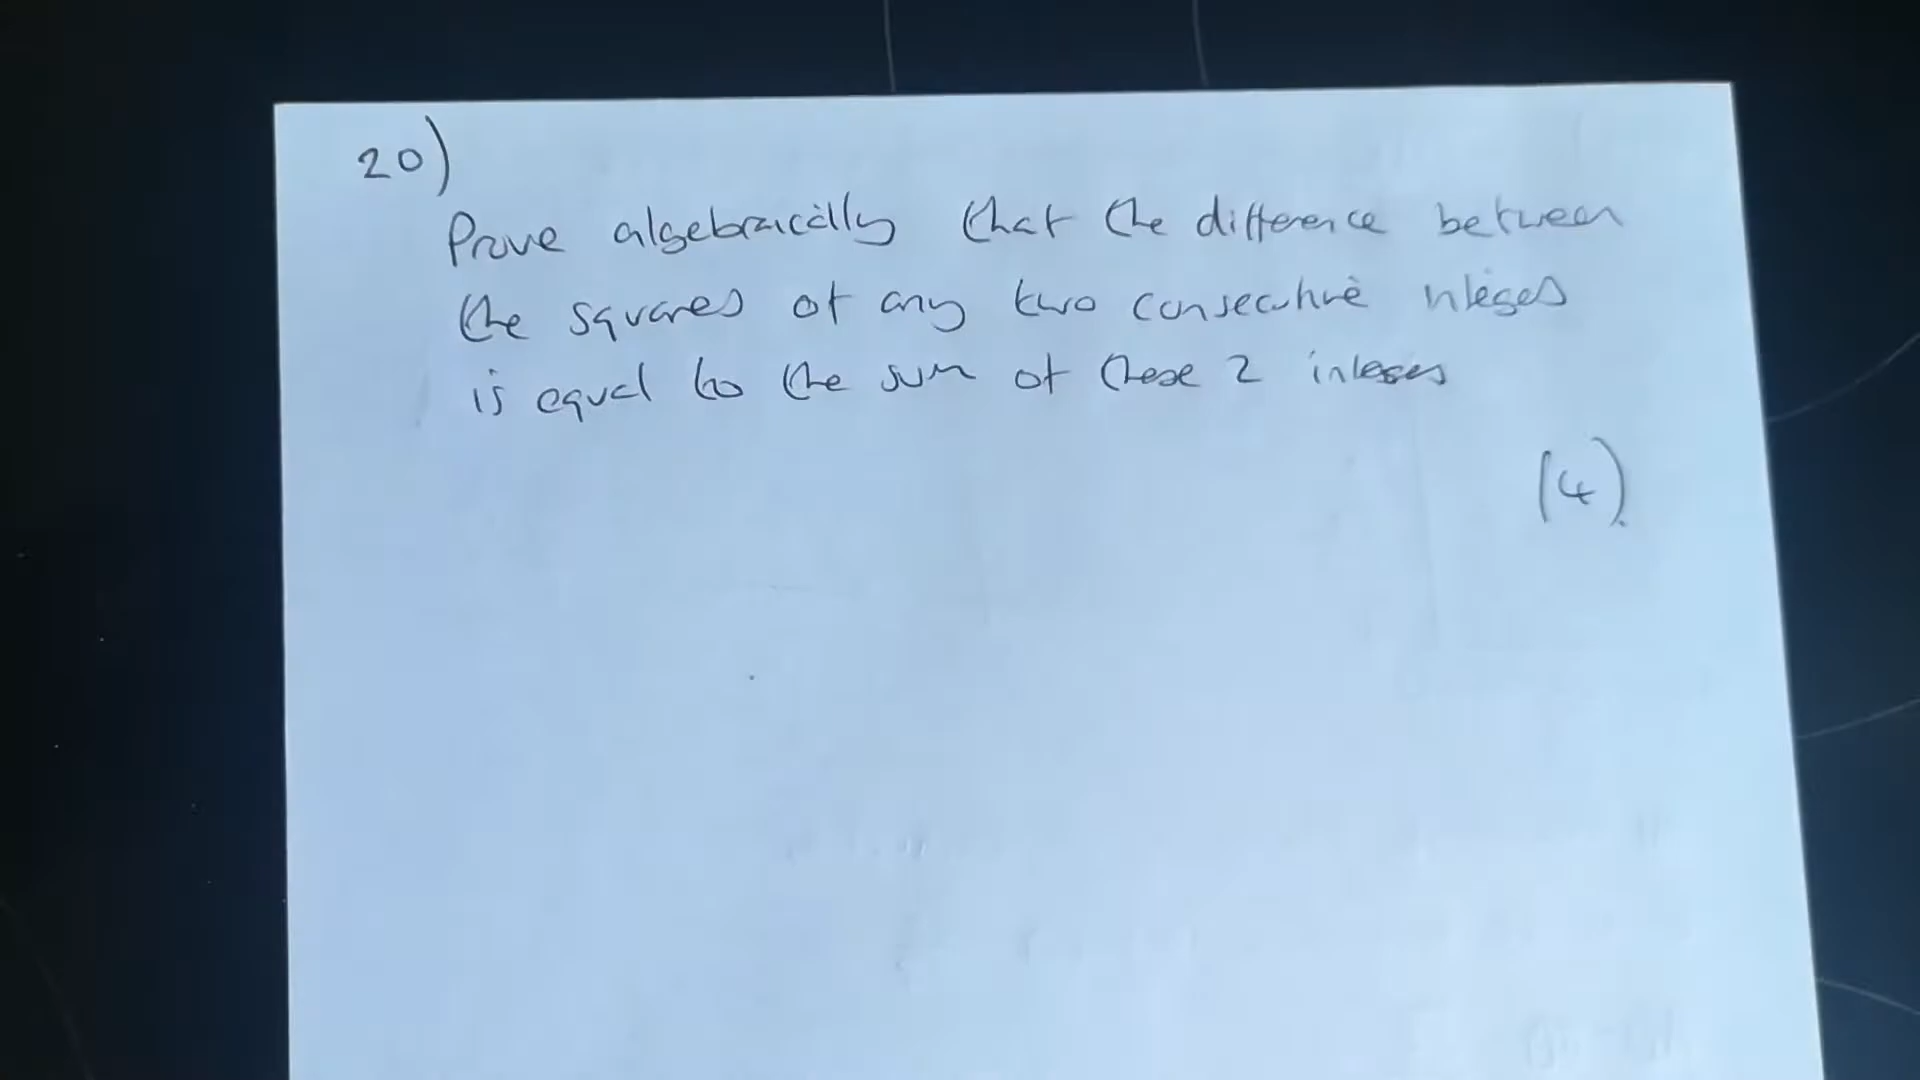 20)
Prove algebraically that the difference between
the squares of any two consecutive integers
is equal to the sum of these 2 integers
(4).